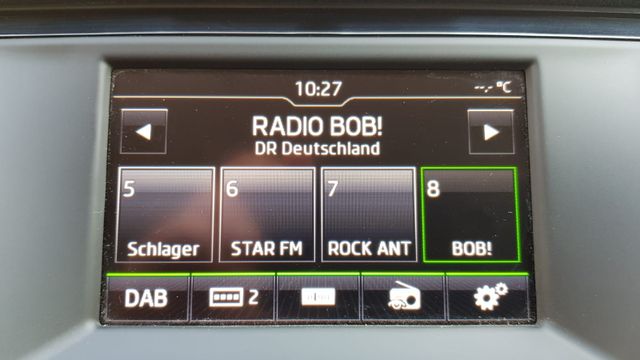 10:27
--,- °C
RADIO BOB!
DR Deutschland
5
6
7
8
Schlager
STAR FM
ROCK ANT
BOB!
DAB
2